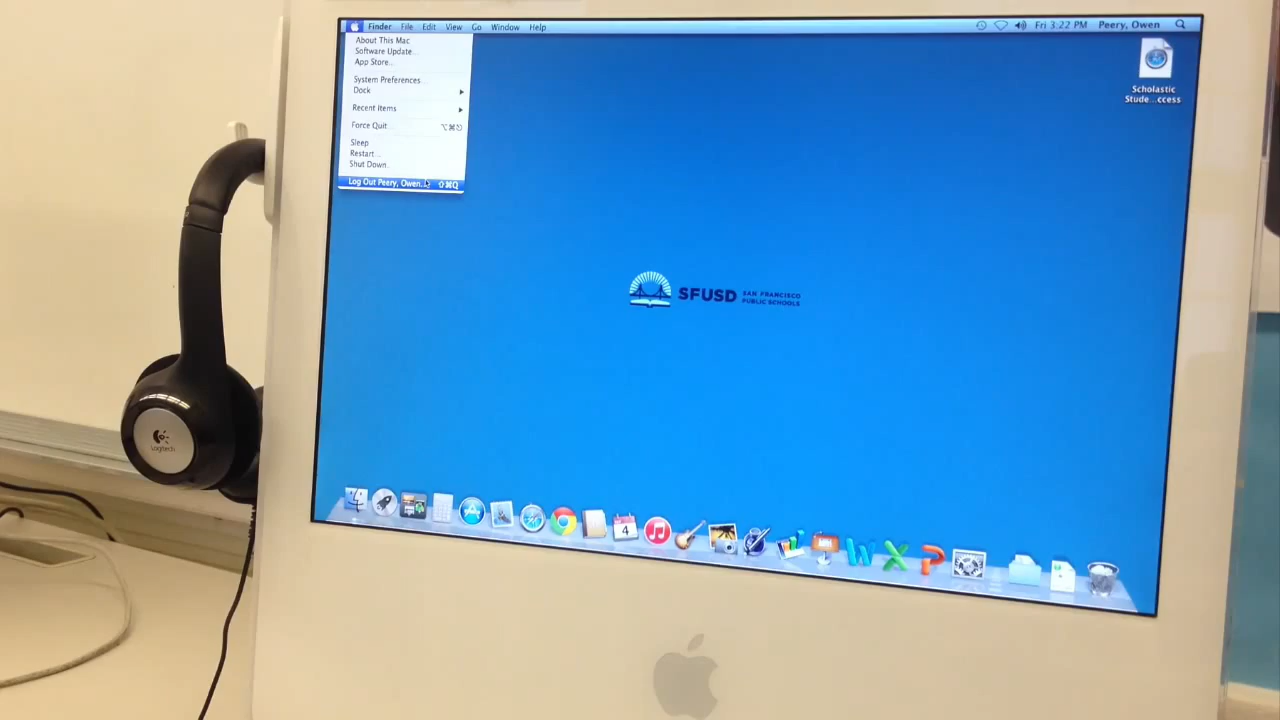 Finder File Edit View Go Window Help
Fri 3:22 PM Peery, Owen
About This Mac
Software Update...
App Store...
System Preferences...
Dock
Recent Items
Force Quit... ⌥⌘⎋
Sleep
Restart...
Shut Down...
Log Out Peery, Owen... ⇧⌘Q
Scholastic
Stude...ccess
SFUSD SAN FRANCISCO
PUBLIC SCHOOLS
Logitech
4